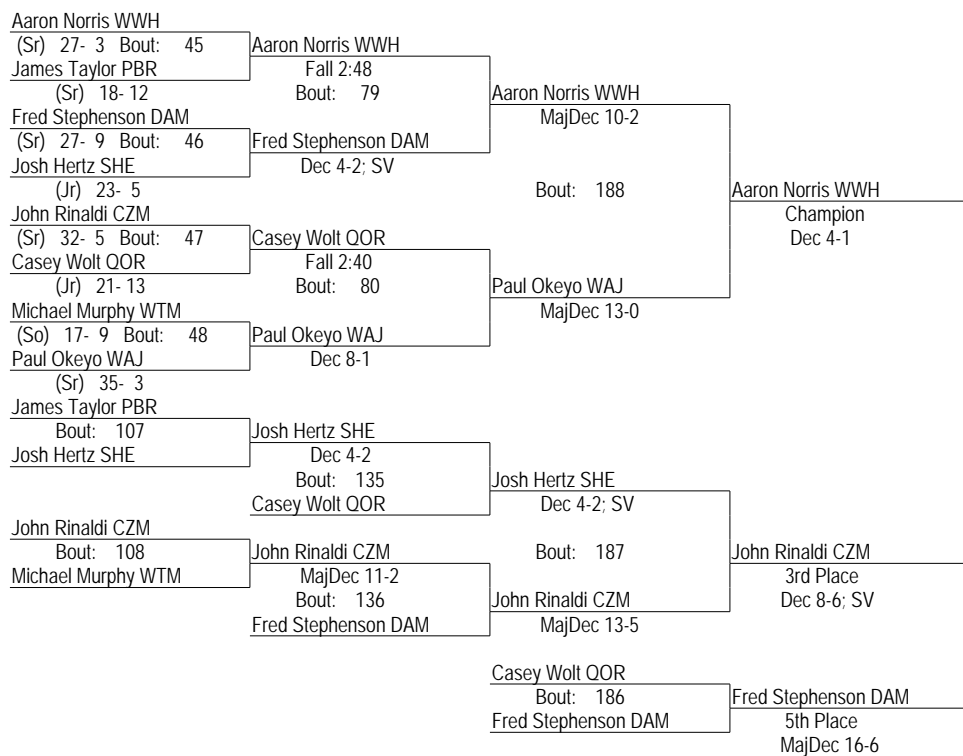 Aaron Norris WWH
(Sr) 27- 3 Bout: 45
James Taylor PBR
(Sr) 18- 12
Fred Stephenson DAM
(Sr) 27- 9 Bout: 46
Josh Hertz SHE
(Jr) 23- 5
John Rinaldi CZM
(Sr) 32- 5 Bout: 47
Casey Wolt QOR
(Jr) 21- 13
Michael Murphy WTM
(So) 17- 9 Bout: 48
Paul Okeyo WAJ
(Sr) 35- 3
Aaron Norris WWH
Fall 2:48
Bout: 79
Fred Stephenson DAM
Dec 4-2; SV
Casey Wolt QOR
Fall 2:40
Bout: 80
Paul Okeyo WAJ
Dec 8-1
Aaron Norris WWH
MajDec 10-2
Bout: 188
Paul Okeyo WAJ
MajDec 13-0
Aaron Norris WWH
Champion
Dec 4-1
James Taylor PBR
Bout: 107
Josh Hertz SHE
John Rinaldi CZM
Bout: 108
Michael Murphy WTM
Josh Hertz SHE
Dec 4-2
Bout: 135
Casey Wolt QOR
John Rinaldi CZM
MajDec 11-2
Bout: 136
Fred Stephenson DAM
Josh Hertz SHE
Dec 4-2; SV
Bout: 187
John Rinaldi CZM
MajDec 13-5
John Rinaldi CZM
3rd Place
Dec 8-6; SV
Casey Wolt QOR
Bout: 186
Fred Stephenson DAM
Fred Stephenson DAM
5th Place
MajDec 16-6